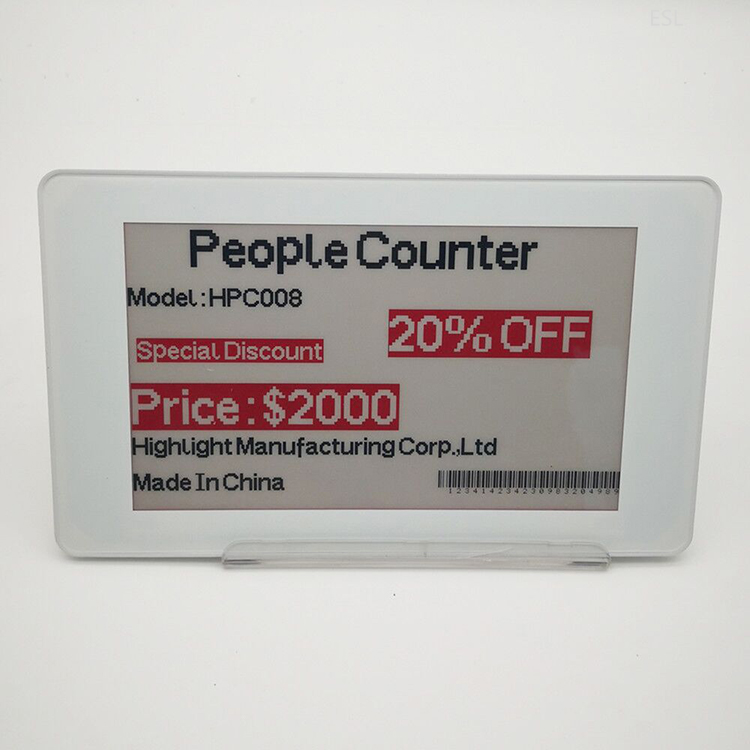 ESL
People Counter
Model:HPC008
20% OFF
Special Discount
Price:$2000
Highlight Manufacturing Corp.,Ltd
Made In China